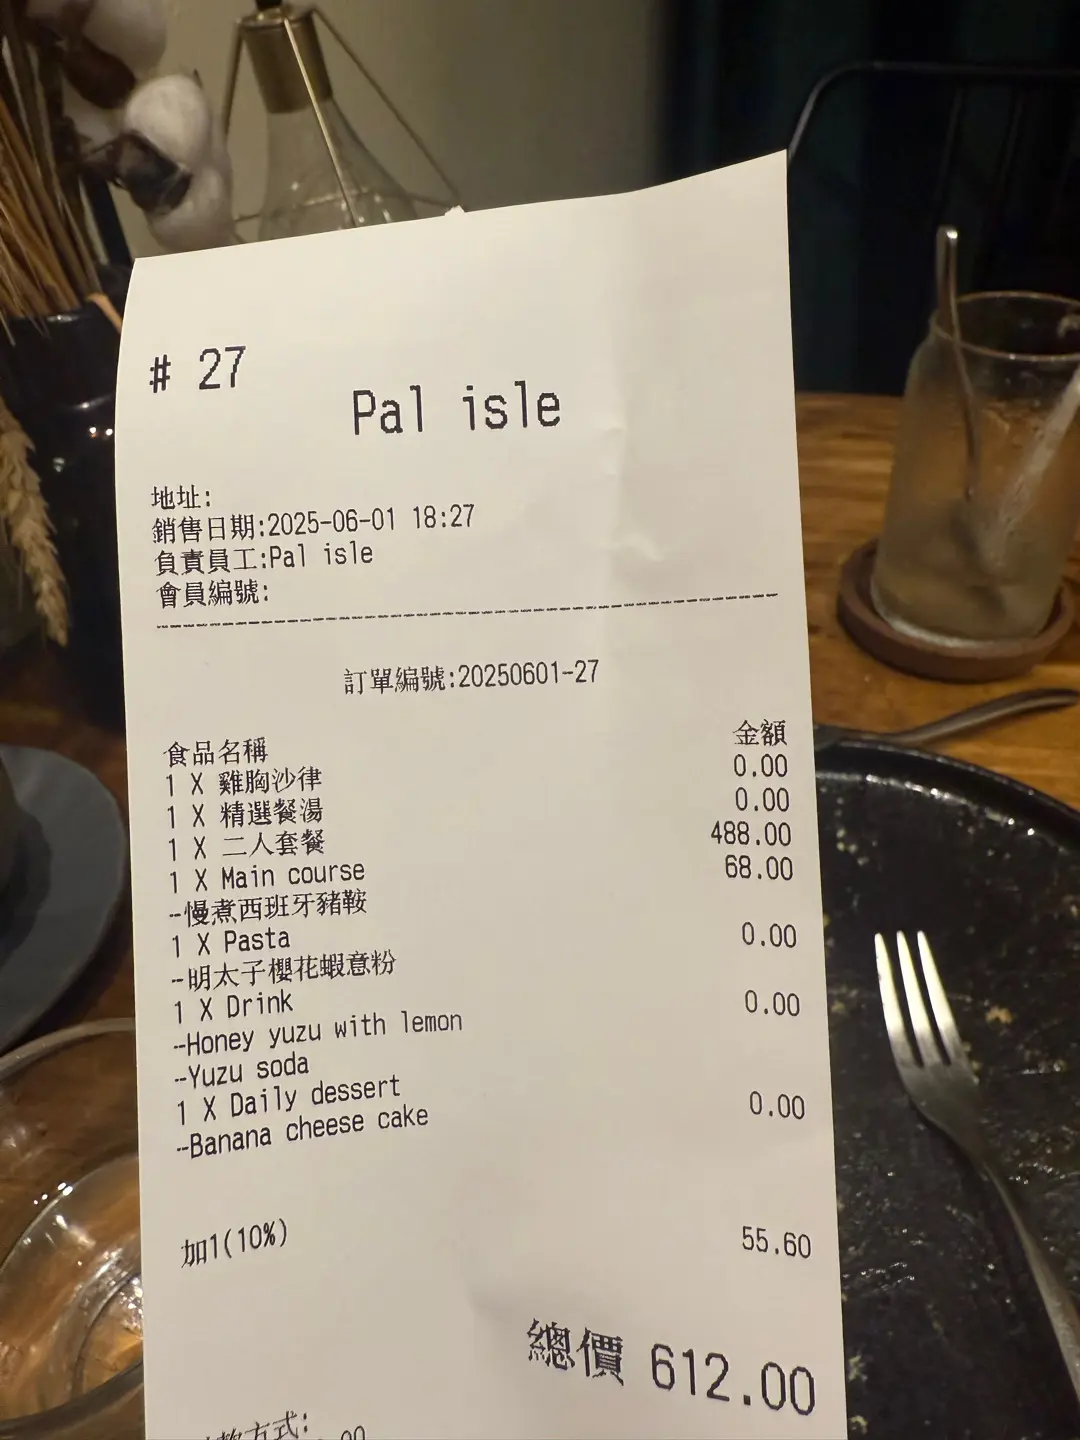 # 27
Pal isle
地址:
銷售日期:2025-06-01 18:27
負責員工:Pal isle
會員編號:
訂單編號:20250601-27
食品名稱 金額
1 X 雞胸沙律 0.00
1 X 精選餐湯 0.00
1 X 二人套餐 488.00
1 X Main course 68.00
-慢煮西班牙豬鞍
1 X Pasta 0.00
-明太子櫻花蝦意粉
1 X Drink 0.00
-Honey yuzu with lemon
-Yuzu soda
1 X Daily dessert 0.00
-Banana cheese cake
加1(10%) 55.60
總價 612.00
方式: